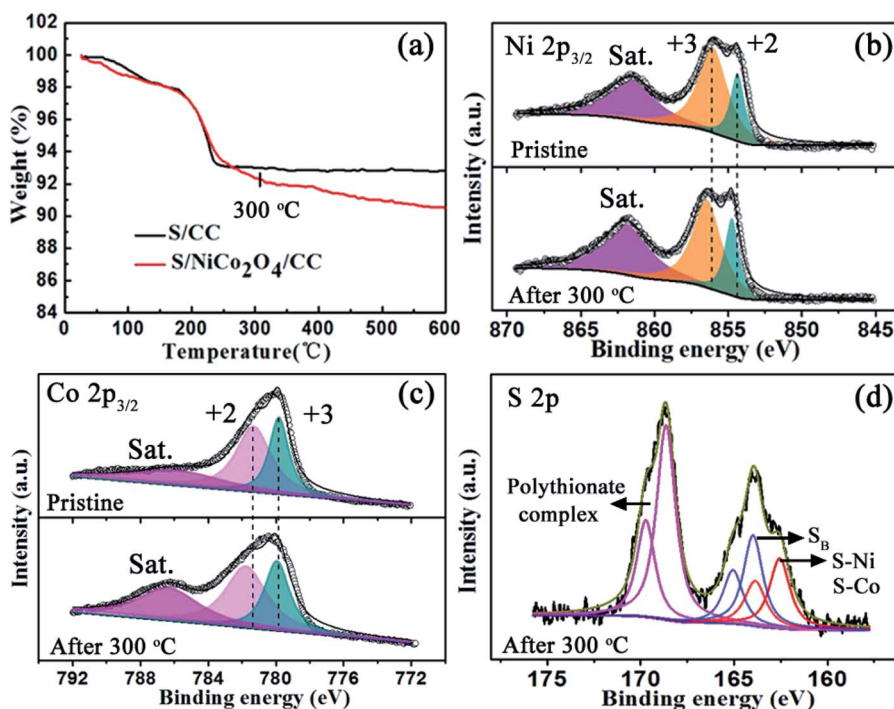 (a)
100
98
96
94
92
90
88
86
84
Weight (%)
300 °C
S/CC
S/NiCo₂O₄/CC
0
100
200
300
400
500
600
Temperature(℃)
(b)
Ni 2p₃/₂
Sat.
+3
+2
Pristine
Sat.
After 300 °C
Intensity (a.u.)
870
865
860
855
850
845
Binding energy (eV)
(c)
Co 2p₃/₂
+2
+3
Sat.
Pristine
Sat.
After 300 °C
Intensity (a.u.)
792
788
784
780
776
772
Binding energy (eV)
(d)
S 2p
Polythionate
complex
S_B
S-Ni
S-Co
After 300 °C
Intensity (a.u.)
175
170
165
160
Binding energy (eV)